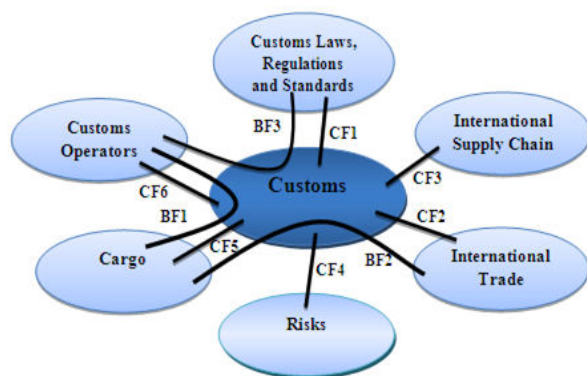 Customs Laws,
Regulations
and Standards
BF3
CF1
Customs
Operators
International
Supply Chain
CF6
Customs
CF3
BF1
CF2
CF5
Cargo
BF2
International
Trade
CF4
Risks